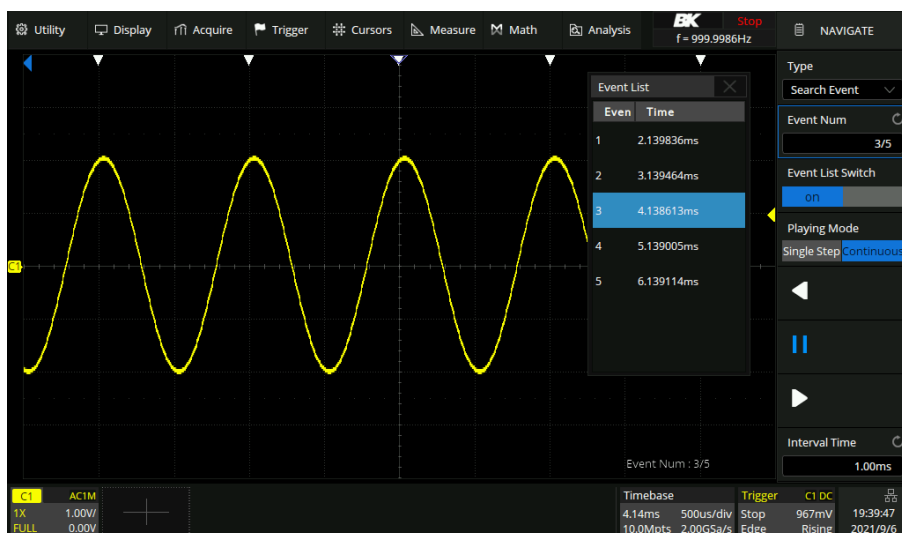 Utility Display Acquire Trigger Cursors Measure Math Analysis BK Stop
f = 999.9986Hz
NAVIGATE
Type
Search Event
Event Num
3/5
Event List Switch
on
Playing Mode
Single Step Continuous
Interval Time
1.00ms
Event List
Even Time
1 2.139836ms
2 3.139464ms
3 4.138613ms
4 5.139005ms
5 6.139114ms
C1
Event Num : 3/5
C1 AC1M
1X 1.00V/
FULL 0.00V
Timebase
4.14ms 500us/div
10.0Mpts 2.00GSa/s
Trigger C1 DC
Stop 967mV
Edge Rising
19:39:47
2021/9/6